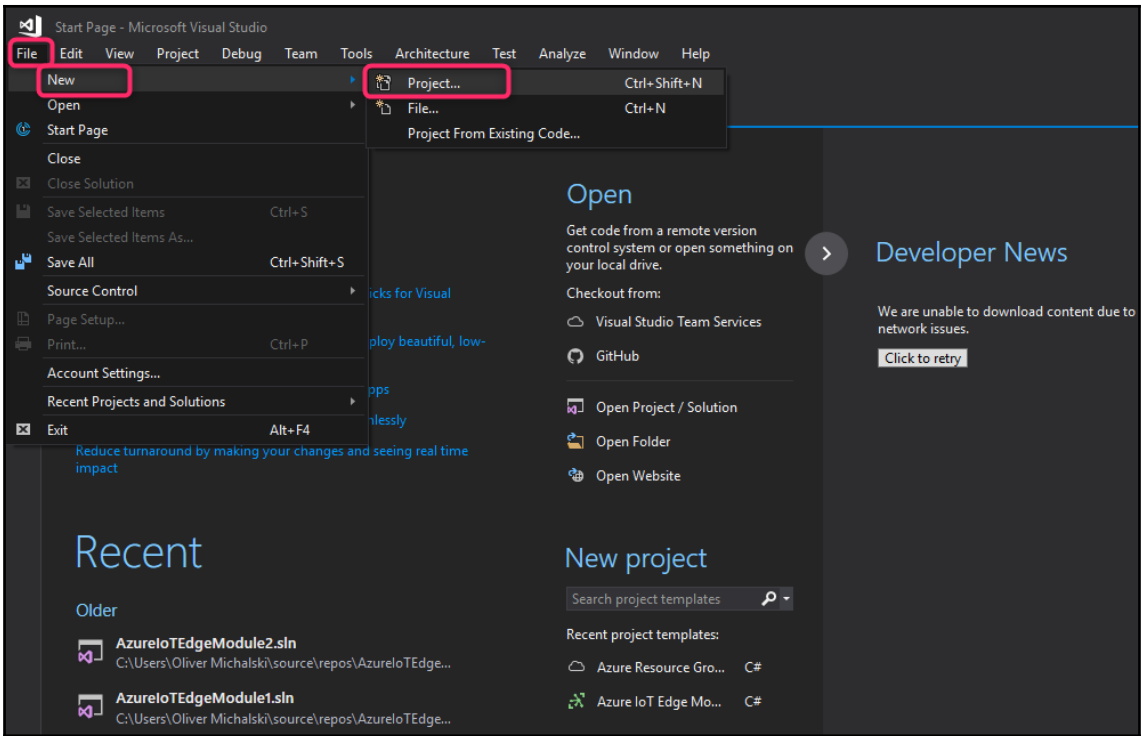 Start Page - Microsoft Visual Studio
File Edit View Project Debug Team Tools Architecture Test Analyze Window Help
New
Open
Start Page
Close
Close Solution
Save Selected Items Ctrl+S
Save Selected Items As...
Save All Ctrl+Shift+S
Source Control
Page Setup...
Print... Ctrl+P
Account Settings...
Recent Projects and Solutions
Exit Alt+F4
Project... Ctrl+Shift+N
File... Ctrl+N
Project From Existing Code...
icks for Visual
ploy beautiful, low-
pps
nlessly
Reduce turnaround by making your changes and seeing real time
impact
Recent
Older
AzureIoTEdgeModule2.sln
C:\Users\Oliver Michalski\source\repos\AzureIoTEdge...
AzureIoTEdgeModule1.sln
C:\Users\Oliver Michalski\source\repos\AzureIoTEdge...
Open
Get code from a remote version
control system or open something on
your local drive.
Checkout from:
Visual Studio Team Services
GitHub
Open Project / Solution
Open Folder
Open Website
New project
Search project templates
Recent project templates:
Azure Resource Gro... C#
Azure IoT Edge Mo... C#
Developer News
We are unable to download content due to
network issues.
Click to retry